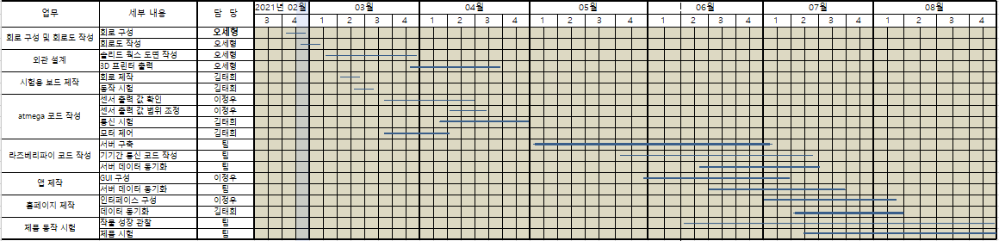 업무 세부 내용 담 당 2021년 02월 03월 04월 05월 06월 07월 08월
3 4 1 2 3 4 1 2 3 4 1 2 3 4 1 2 3 4 1 2 3 4 1 2 3 4
회로 구성 및 회로도 작성 회로 구성 오세형
회로도 작성 오세형
외관 설계 솔리드 웍스 도면 작성 오세형
3D 프린터 출력 오세형
시험용 보드 제작 회로 제작 김태희
동작 시험 김태희
atmega 코드 작성 센서 출력 값 확인 이정우
센서 출력 값 범위 조정 이정우
통신 시험 김태희
모터 제어 김태희
라즈베리파이 코드 작성 서버 구축 팀
기기간 통신 코드 작성 팀
서버 데이터 동기화 팀
앱 제작 GUI 구성 이정우
서버 데이터 동기화 팀
홈페이지 제작 인터페이스 구성 이정우
데이터 동기화 김태희
제품 동작 시험 작물 성장 관찰 팀
제품 시험 팀